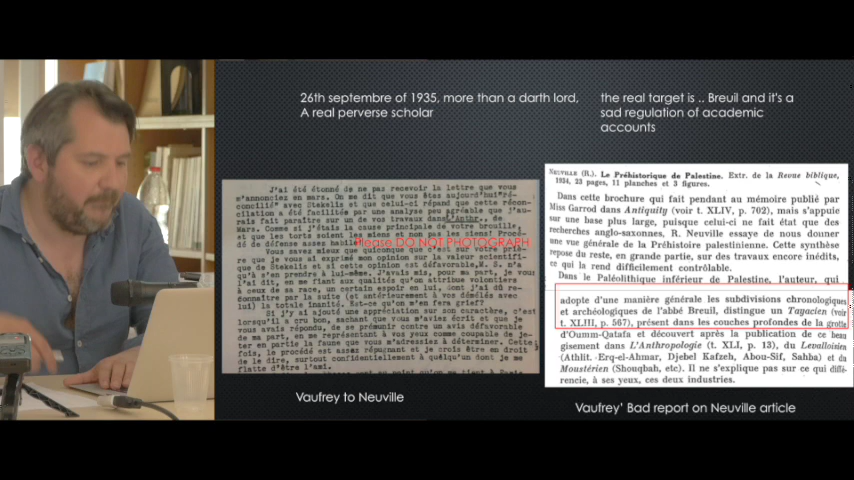 26th septembre of 1935, more than a darth lord,
A real perverse scholar
the real target is .. Breuil and it's a
sad regulation of academic
accounts
J'ai été étonné de ne pas recevoir la lettre que vous
m'annonciez en mars. On me dit que vous êtes aujourd'hui "ré-
concilié" avec Stekelis et que celui-ci répand que cette récon-
cilation a été facilitée par une analyse peu agréable que j'au-
rais fait paraître sur un de vos travaux dans l'Anthr., de
Mars. Comme si j'étais la cause principale de votre brouille
et que les torts soient les miens et non pas les siens! Procé-
dé de défense assez habi
Please DO NOT PHOTOGRAPH
Vous savez mieux que quiconque que c'est sur votre priè-
re que je vous ai exprimé mon opinion sur la valeur scientifi-
que de Stekelis et si cette opinion est défavorable, M. S. n'a
qu'à s'en prendre à lui-même. J'avais mis, pour ma part, je vous
l'ai dit, en me fiant aux qualités qu'on attribue volontiers
à ceux de sa race, un certain espoir en lui, dont j'ai dû re-
connaître par la suite (et antérieurement à vos démêlés avec
lui) la totale inanité. Est-ce qu'on m'en fera grief?
Si j'y ai ajouté une appréciation sur son caractère, c'est
lorsqu'il a cru bon, sachant que vous m'aviez écrit et que je
vous avais répondu, de se prémunir contre un avis défavorable
de ma part, en me représentant à vos yeux comme coupable de je-
ter en partie la faune que vous m'adressiez à déterminer. Cette
fois, le procédé est assez répugnant et je crois être en droit
de le dire, surtout confidentiellement à quelqu'un dont je me
flatte d'être l'ami.
NEUVILLE (R.). Le Préhistorique de Palestine. Extr. de la Revue biblique,
1934, 23 pages, 11 planches et 3 figures.
Dans cette brochure qui fait pendant au mémoire publié par
Miss Garrod dans Antiquity (voir t. XLIV, p. 702), mais s'appuie
sur une base plus large, puisque celui-ci ne fait état que des
recherches anglo-saxonnes, R. Neuville essaye de nous donner
une vue générale de la Préhistoire palestinienne. Cette synthèse
repose du reste, en grande partie, sur des travaux encore inédits,
ce qui la rend difficilement contrôlable.
Dans le Paléolithique inférieur de Palestine, l'auteur, qui
adopte d'une manière générale les subdivisions chronologiques
et archéologiques de l'abbé Breuil, distingue un Tayacien (voir
t. XLIII, p. 567), présent dans les couches profondes de la grotte
d'Oumm-Qatafa et découvert après la publication de ce beau
gisement dans L'Anthropologie (t. XLI, p. 13), du Levalloisien
(Athlit. -Erq-el-Ahmar, Djebel Kafzeh, Abou-Sif, Sahba) et du
Moustérien (Shouqbah, etc). Il ne s'explique pas sur ce qui diffé-
rencie, à ses yeux, ces deux industries.
Vaufrey to Neuville
Vaufrey' Bad report on Neuville article